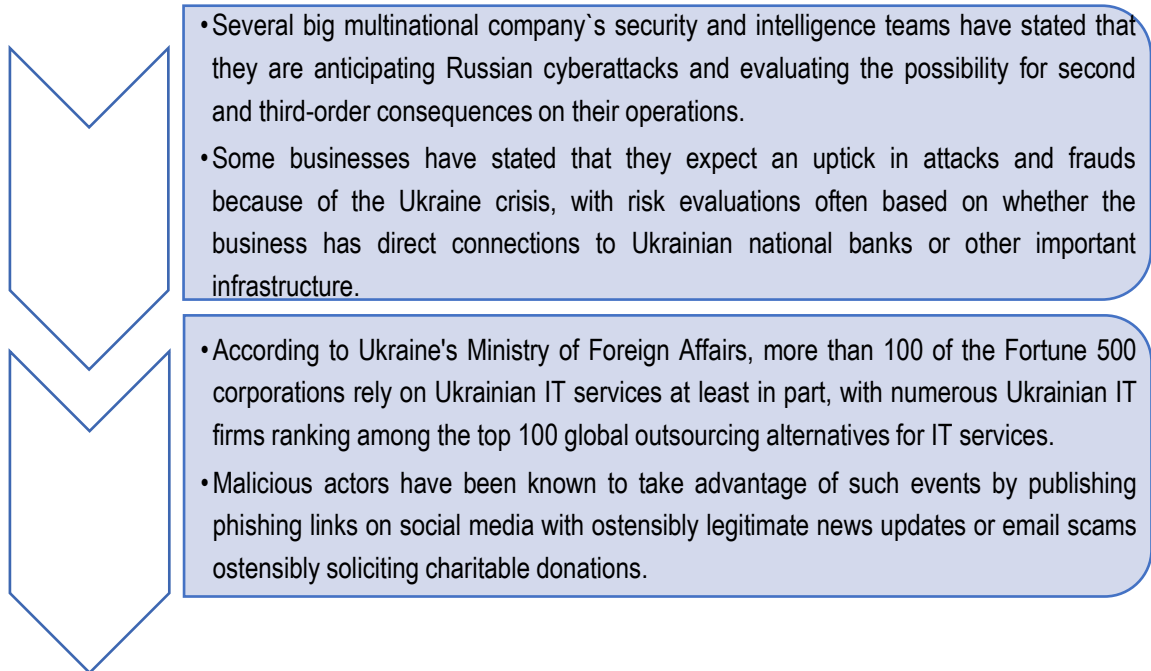 •Several big multinational company`s security and intelligence teams have stated that
they are anticipating Russian cyberattacks and evaluating the possibility for second
and third-order consequences on their operations.
•Some businesses have stated that they expect an uptick in attacks and frauds
because of the Ukraine crisis, with risk evaluations often based on whether the
business has direct connections to Ukrainian national banks or other important
infrastructure.
•According to Ukraine's Ministry of Foreign Affairs, more than 100 of the Fortune 500
corporations rely on Ukrainian IT services at least in part, with numerous Ukrainian IT
firms ranking among the top 100 global outsourcing alternatives for IT services.
•Malicious actors have been known to take advantage of such events by publishing
phishing links on social media with ostensibly legitimate news updates or email scams
ostensibly soliciting charitable donations.